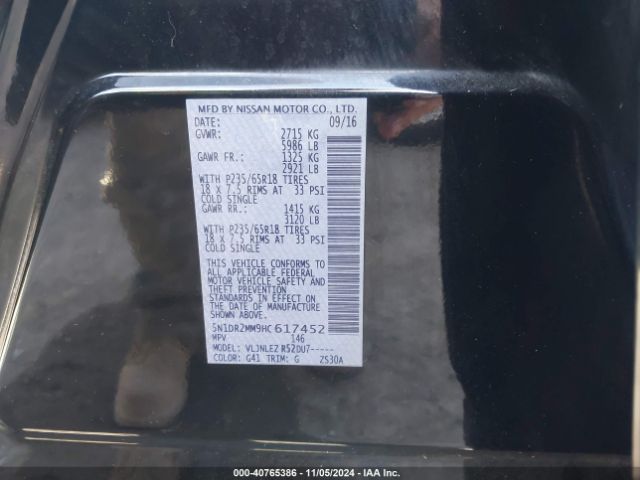 MFD BY NISSAN MOTOR CO., LTD.
DATE: 09/16
GVWR: 2715 KG
5986 LB
GAWR FR.: 1325 KG
2921 LB
WITH P235/65R18 TIRES
18 X 7.5 RIMS AT 33 PSI
COLD SINGLE
GAWR RR.: 1415 KG
3120 LB
WITH P235/65R18 TIRES
18 X 7.5 RIMS AT 33 PSI
COLD SINGLE
THIS VEHICLE CONFORMS TO
ALL APPLICABLE FEDERAL
MOTOR VEHICLE SAFETY AND
THEFT PREVENTION
STANDARDS IN EFFECT ON
THE DATE OF MANUFACTURE
SHOWN ABOVE.
5N1DR2MM9HC617452
MPV 146
MODEL: VLJNLEZ R52DU7-----
COLOR: G41 TRIM: G ZS30A
000-40765386 - 11/05/2024 - IAA Inc.